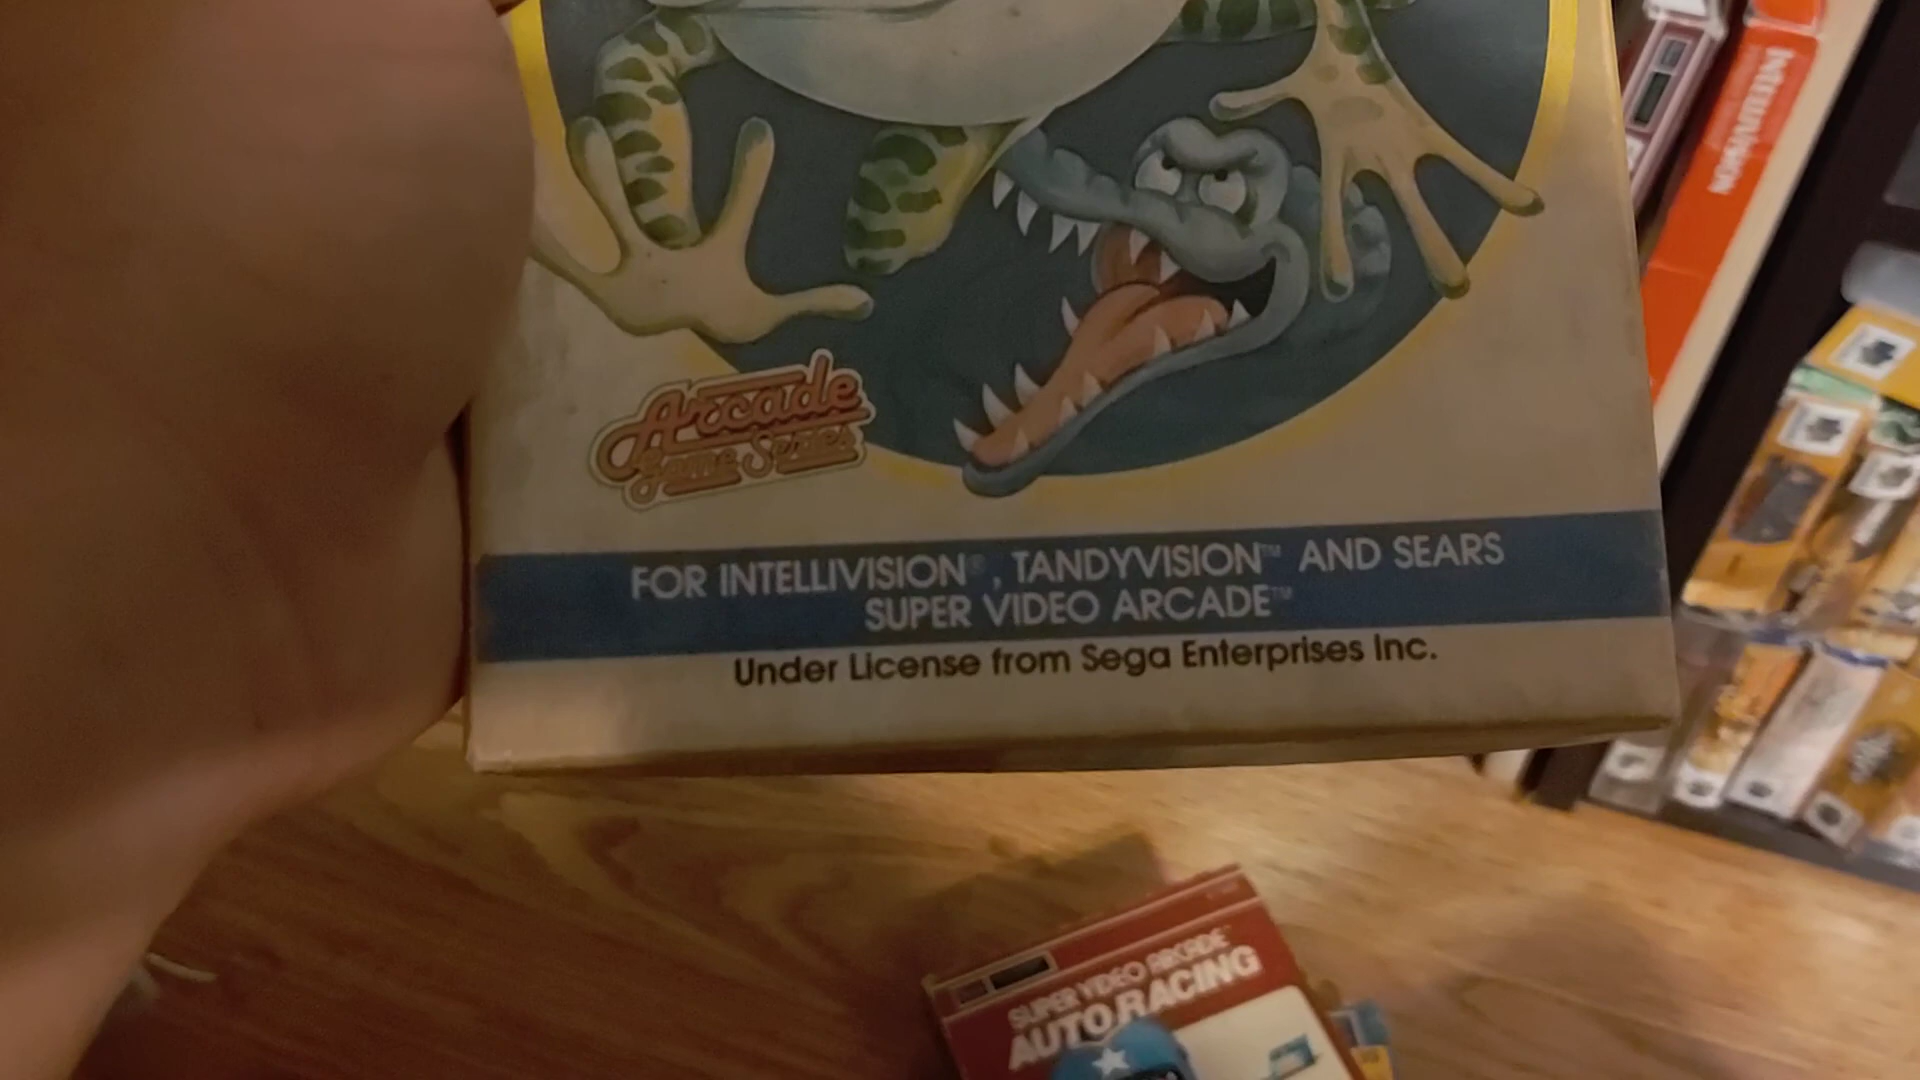 Arcade
Game Series
FOR INTELLIVISION®, TANDYVISION™ AND SEARS
SUPER VIDEO ARCADE™
Under License from Sega Enterprises Inc.
INTELLIVISION
SUPER VIDEO ARCADE
AUTO RACING